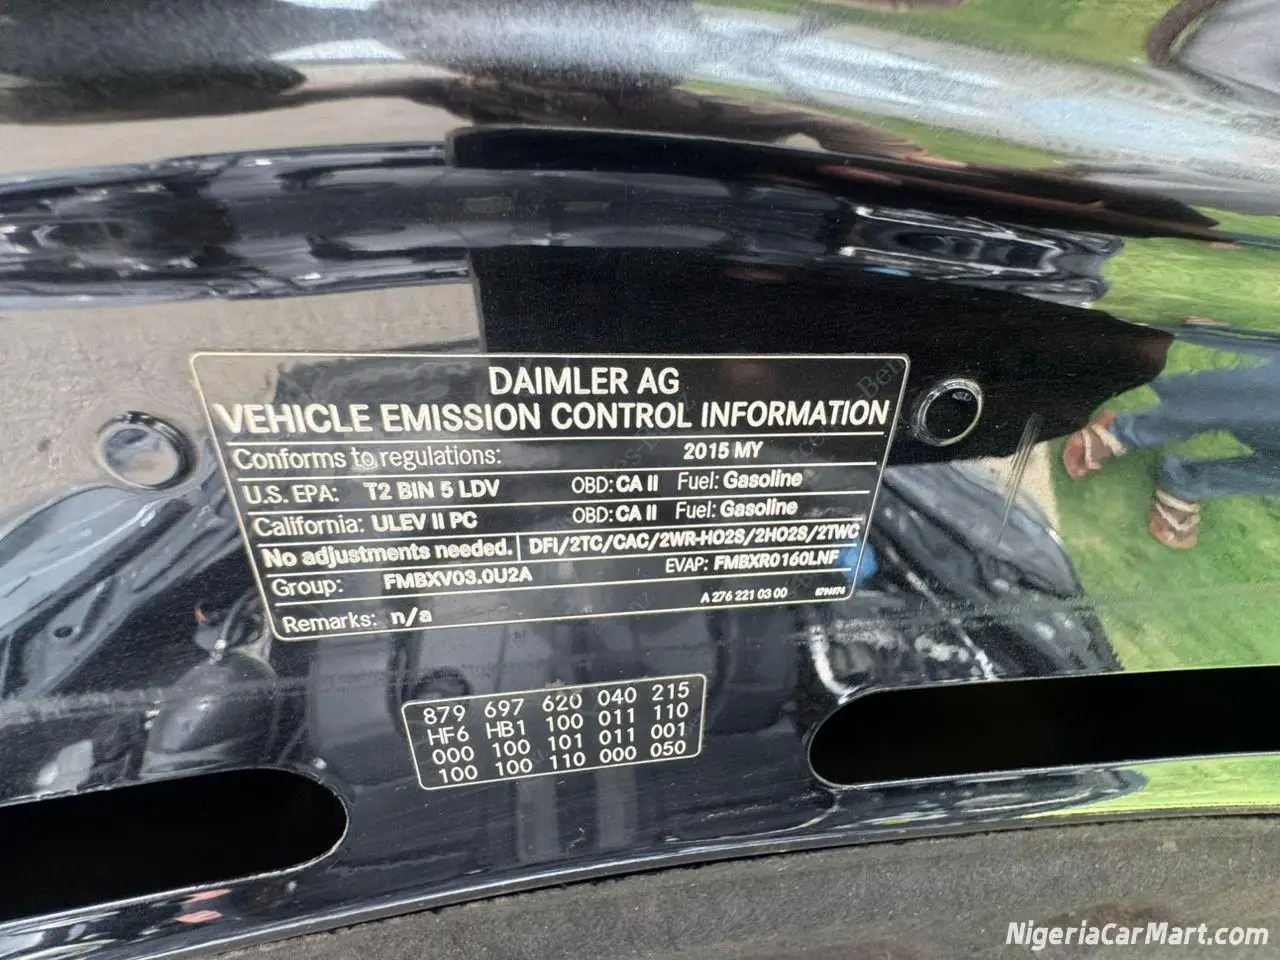 DAIMLER AG
VEHICLE EMISSION CONTROL INFORMATION
Conforms to regulations: 2015 MY
U.S. EPA: T2 BIN 5 LDV OBD: CA II Fuel: Gasoline
California: ULEV II PC OBD: CA II Fuel: Gasoline
No adjustments needed. DFI/2TC/CAC/2WR-HO2S/2HO2S/2TWC
Group: FMBXV03.0U2A EVAP: FMBXR0160LNF
Remarks: n/a A 276 221 03 00
879 697 620 040 215
HF6 HB1 100 011 110
000 100 101 011 001
100 100 110 000 050
NigeriaCarMart.com